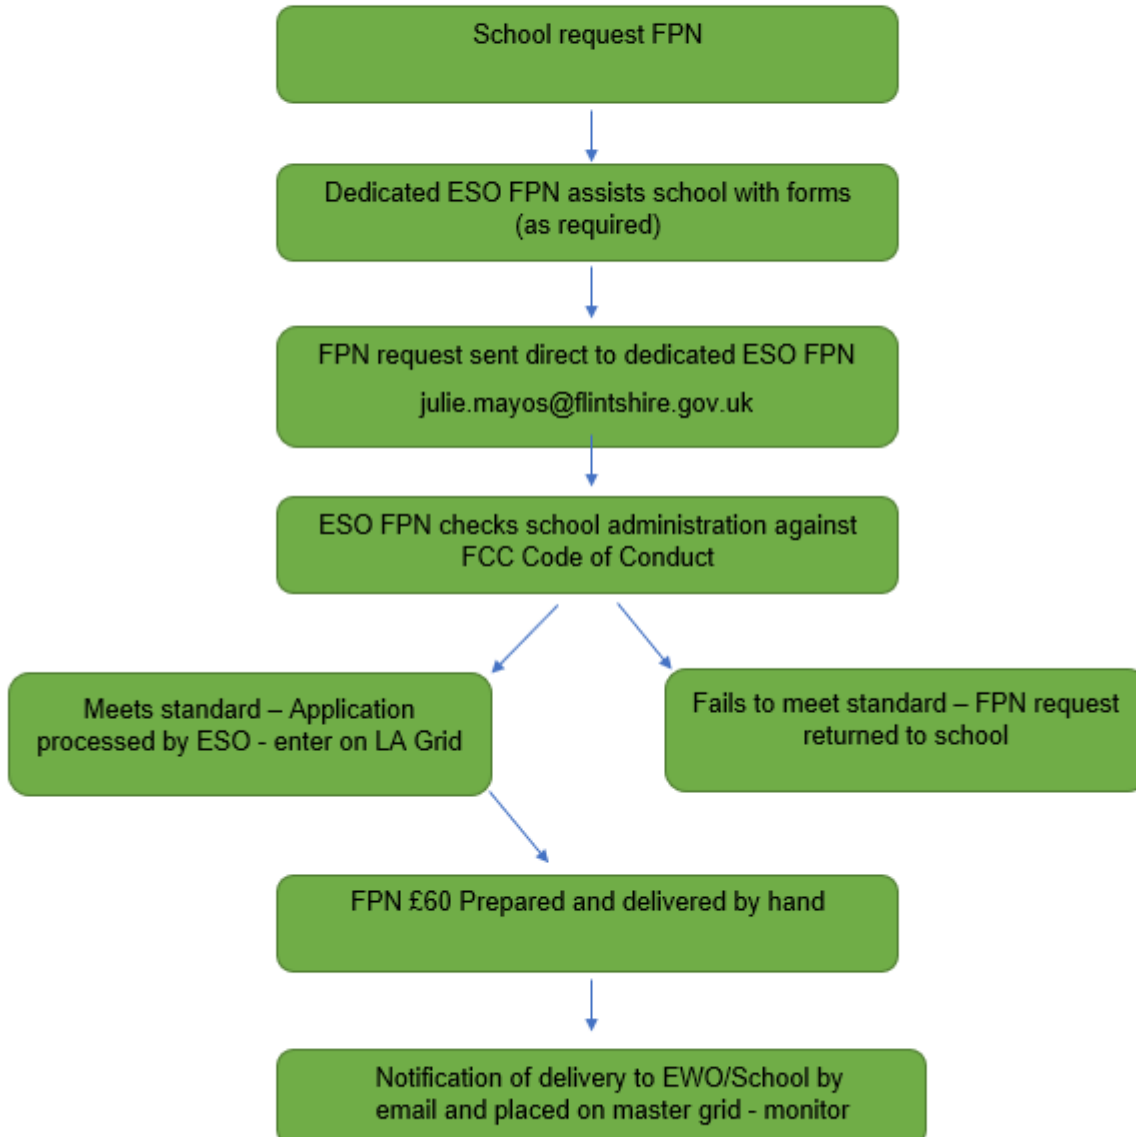 School request FPN
Dedicated ESO FPN assists school with forms
(as required)
FPN request sent direct to dedicated ESO FPN
julie.mayos@flintshire.gov.uk
ESO FPN checks school administration against
FCC Code of Conduct
Meets standard – Application
processed by ESO - enter on LA Grid
Fails to meet standard – FPN request
returned to school
FPN £60 Prepared and delivered by hand
Notification of delivery to EWO/School by
email and placed on master grid - monitor